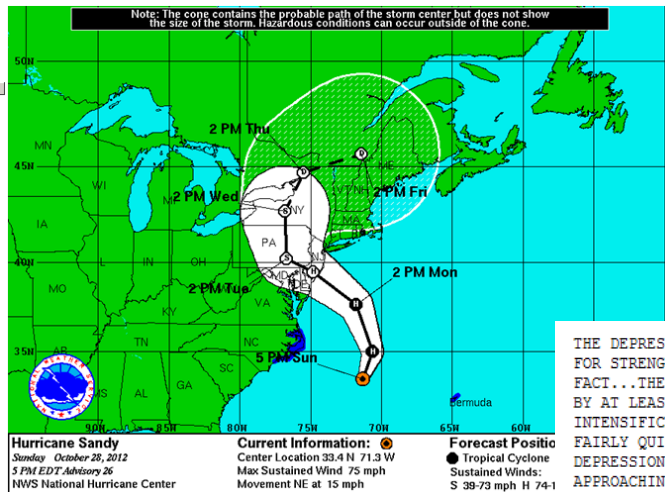 Note: The cone contains the probable path of the storm center but does not show
the size of the storm. Hazardous conditions can occur outside of the cone.
50N
2 PM Thu
MN
45N
ME
WI
VT
NH
2 PM Wed
2 PM Fri
NY
MA
IA
PA
NJ
IL
IN
OH
2 PM Mon
MD
DE
2 PM Tue
MO
VA
KY
5 PM Sun
NC
TN
35N
AR
SC
MS
AL
GA
Bermuda
90W
85W
80W
75W
70W
65W
60W
NATIONAL WEATHER SERVICE
Hurricane Sandy
Sunday October 28, 2012
5 PM EDT Advisory 26
NWS National Hurricane Center
Current Information:
Center Location 33.4 N 71.3 W
Max Sustained Wind 75 mph
Movement NE at 15 mph
Forecast Positio
Tropical Cyclone
Sustained Winds:
S 39-73 mph H 74-1
THE DEPRES
FOR STRENG
FACT...THE
BY AT LEAS
INTENSIFIC
FAIRLY QUI
DEPRESSION
APPROACHIN